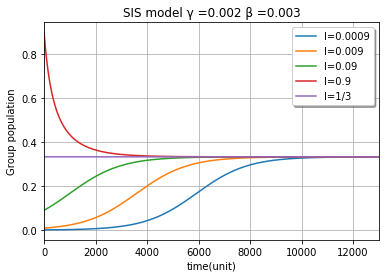 SIS model γ =0.002 β =0.003
I=0.0009
I=0.009
I=0.09
I=0.9
I=1/3
Group population
0.8
0.6
0.4
0.2
0.0
0 2000 4000 6000 8000 10000 12000
time(unit)